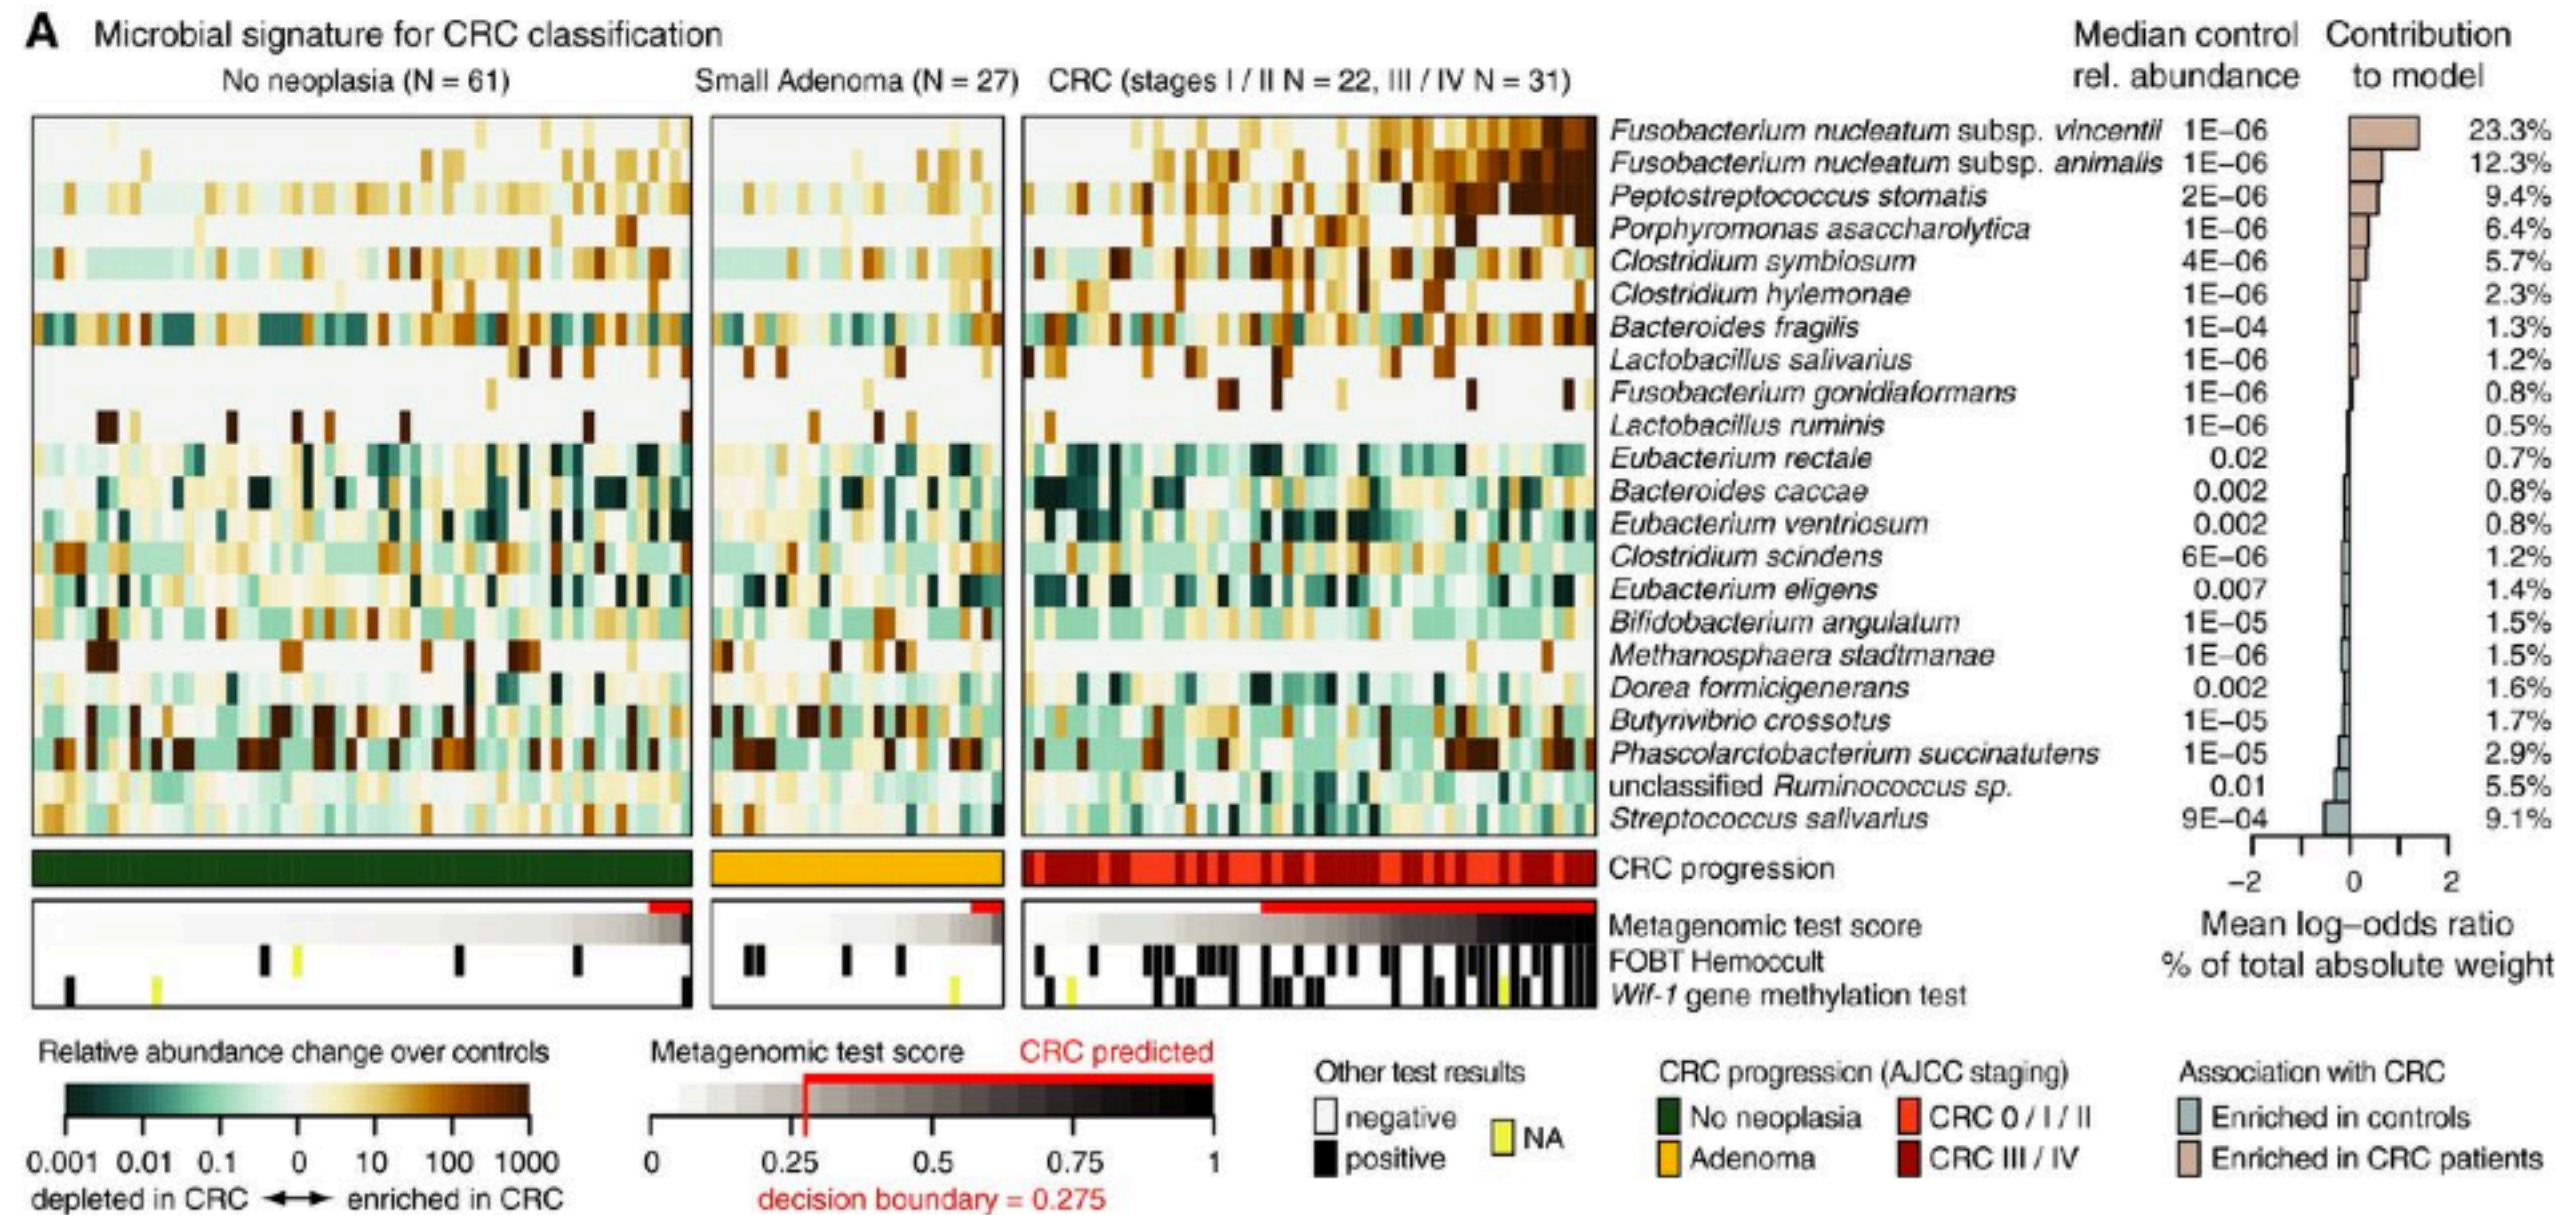 A Microbial signature for CRC classification
No neoplasia (N = 61)
Small Adenoma (N = 27)
CRC (stages I / II N = 22, III / IV N = 31)
Median control rel. abundance
Contribution to model
Fusobacterium nucleatum subsp. vincentii 1E−06 23.3%
Fusobacterium nucleatum subsp. animalis 1E−06 12.3%
Peptostreptococcus stomatis 2E−06 9.4%
Porphyromonas asaccharolytica 1E−06 6.4%
Clostridium symbiosum 4E−06 5.7%
Clostridium hylemonae 1E−06 2.3%
Bacteroides fragilis 1E−04 1.3%
Lactobacillus salivarius 1E−06 1.2%
Fusobacterium gonidiaformans 1E−06 0.8%
Lactobacillus ruminis 1E−06 0.5%
Eubacterium rectale 0.02 0.7%
Bacteroides caccae 0.002 0.8%
Eubacterium ventriosum 0.002 0.8%
Clostridium scindens 6E−06 1.2%
Eubacterium eligens 0.007 1.4%
Bifidobacterium angulatum 1E−05 1.5%
Methanosphaera stadtmanae 1E−06 1.5%
Dorea formicigenerans 0.002 1.6%
Butyrivibrio crossotus 1E−05 1.7%
Phascolarctobacterium succinatutens 1E−05 2.9%
unclassified Ruminococcus sp. 0.01 5.5%
Streptococcus salivarius 9E−04 9.1%
CRC progression
−2 0 2
Metagenomic test score
Mean log−odds ratio
FOBT Hemoccult
% of total absolute weight
Wif-1 gene methylation test
Relative abundance change over controls
0.001 0.01 0.1 0 10 100 1000
depleted in CRC enriched in CRC
Metagenomic test score CRC predicted
0 0.25 0.5 0.75 1
decision boundary = 0.275
Other test results
negative
positive
NA
CRC progression (AJCC staging)
No neoplasia CRC 0 / I / II
Adenoma CRC III / IV
Association with CRC
Enriched in controls
Enriched in CRC patients